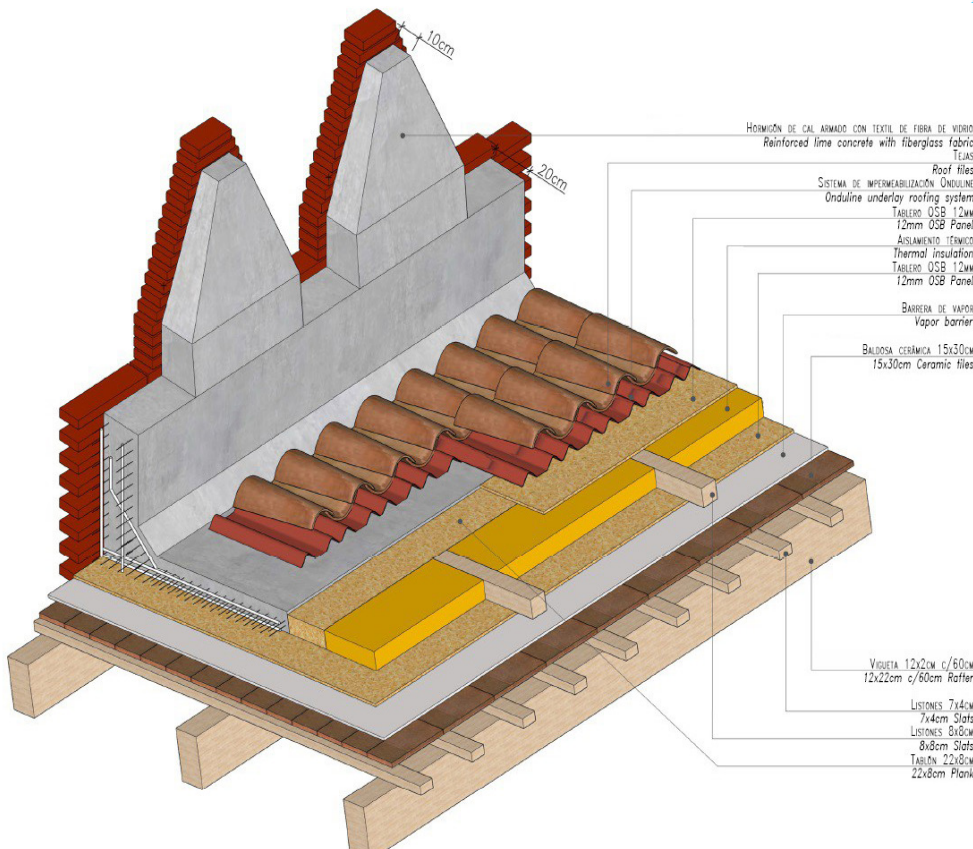 10cm
HORMIGÓN DE CAL ARMADO CON TEXTIL DE FIBRA DE VIDRIO
Reinforced lime concrete with fiberglass fabric
TEJAS
Roof tiles
20cm
SISTEMA DE IMPERMEABILIZACIÓN ONDULINE
Onduline underlay roofing system
TABLERO OSB 12MM
12mm OSB Panel
AISLAMIENTO TÉRMICO
Thermal insulation
TABLERO OSB 12MM
12mm OSB Panel
BARRERA DE VAPOR
Vapor barrier
BALDOSA CERÁMICA 15x30CM
15x30cm Ceramic tiles
VIGUETA 12x2CM C/60CM
12x22cm c/60cm Rafter
LISTONES 7x4CM
7x4cm Slats
LISTONES 8x8CM
8x8cm Slats
TABLÓN 22x8CM
22x8cm Plank